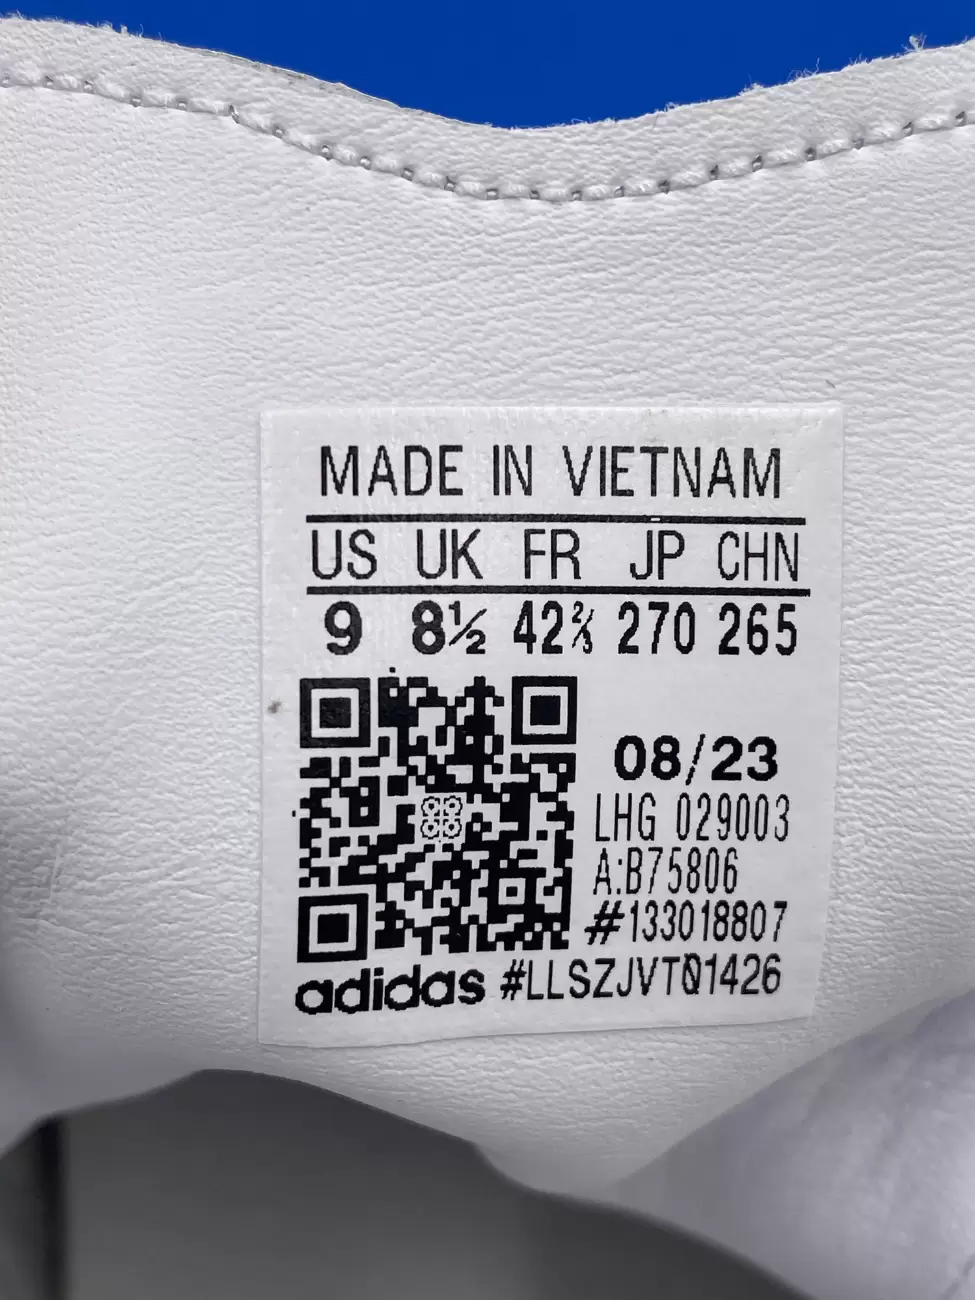 MADE IN VIETNAM
US UK FR JP CHN
9 8½ 42⅔ 270 265
08/23
LHG 029003
A:B75806
#133018807
adidas #LLSZJVT01426